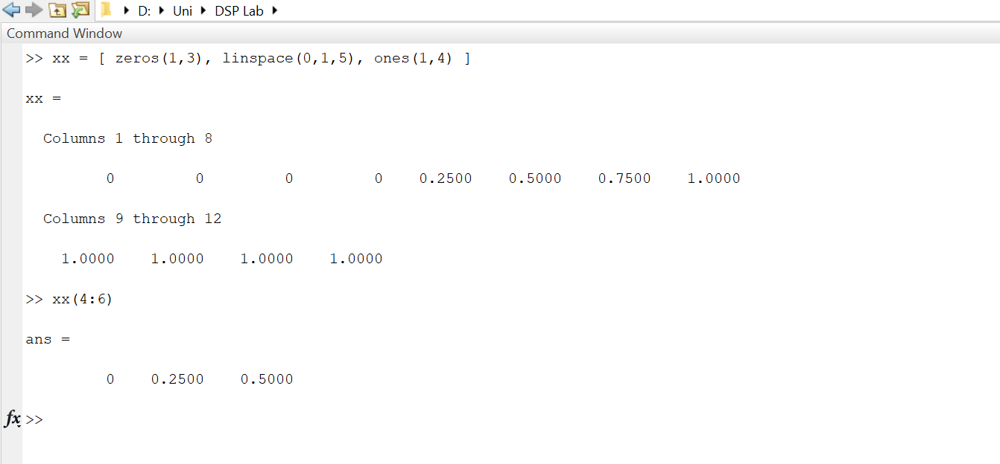 D: Uni DSP Lab
Command Window
>> xx = [ zeros(1,3), linspace(0,1,5), ones(1,4) ]
xx =
Columns 1 through 8
0 0 0 0 0.2500 0.5000 0.7500 1.0000
Columns 9 through 12
1.0000 1.0000 1.0000 1.0000
>> xx(4:6)
ans =
0 0.2500 0.5000
fx >>